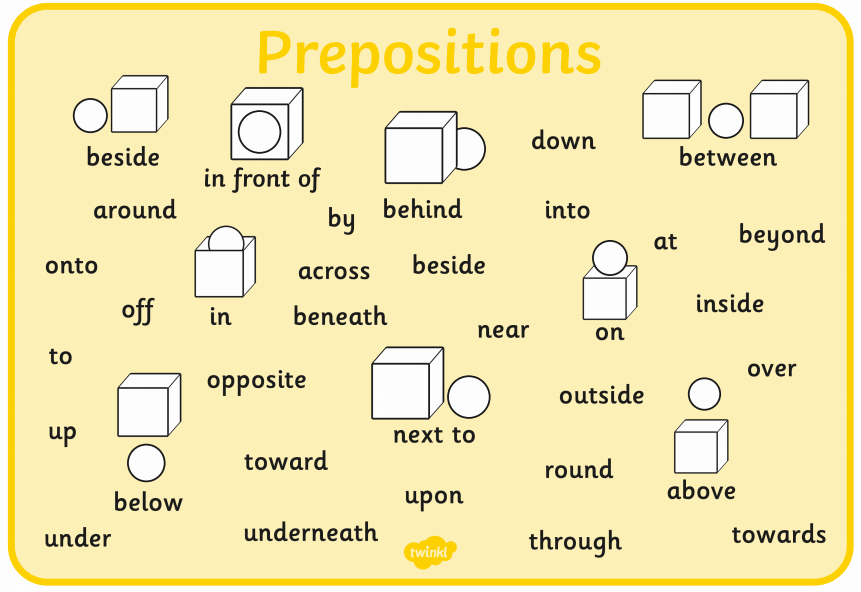 Prepositions
beside
in front of
behind
down
between
around
by
into
at
beyond
onto
across
beside
off
in
beneath
near
on
inside
to
opposite
next to
outside
over
up
toward
upon
round
above
below
under
underneath
through
towards
twinkl